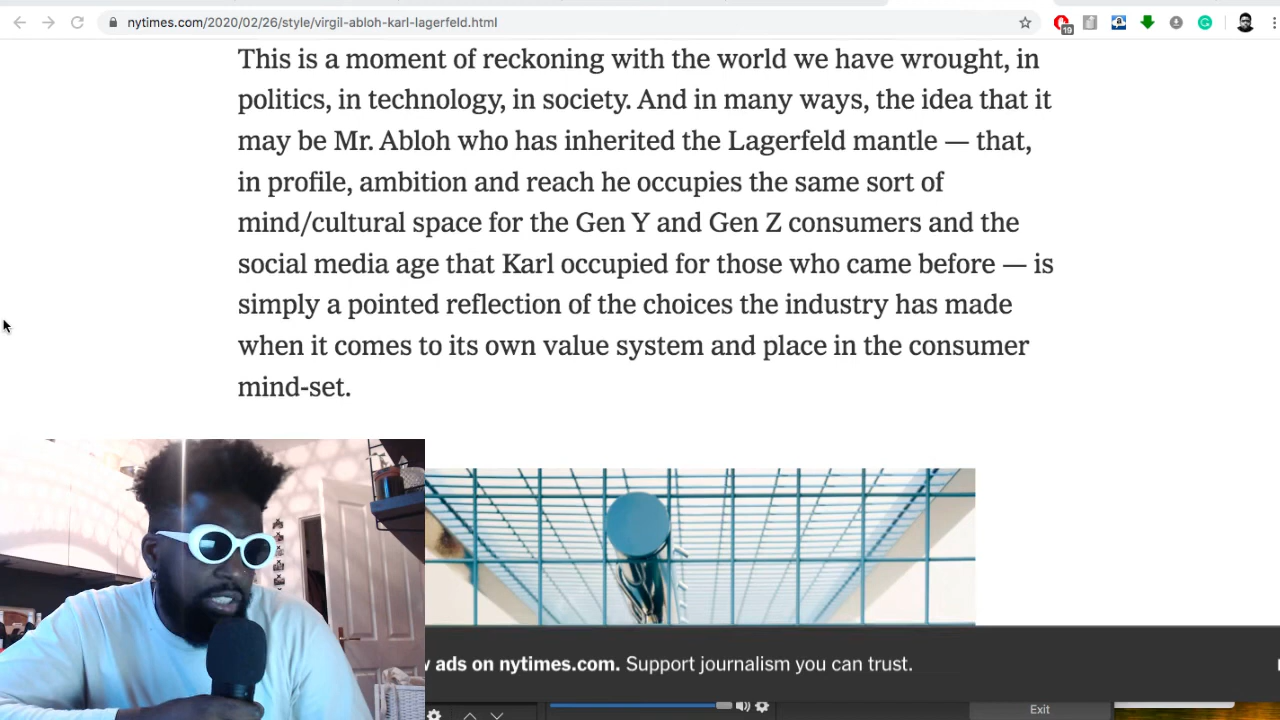 nytimes.com/2020/02/26/style/virgil-abloh-karl-lagerfeld.html
19
This is a moment of reckoning with the world we have wrought, in
politics, in technology, in society. And in many ways, the idea that it
may be Mr. Abloh who has inherited the Lagerfeld mantle — that,
in profile, ambition and reach he occupies the same sort of
mind/cultural space for the Gen Y and Gen Z consumers and the
social media age that Karl occupied for those who came before — is
simply a pointed reflection of the choices the industry has made
when it comes to its own value system and place in the consumer
mind-set.
ads on nytimes.com. Support journalism you can trust.
Exit